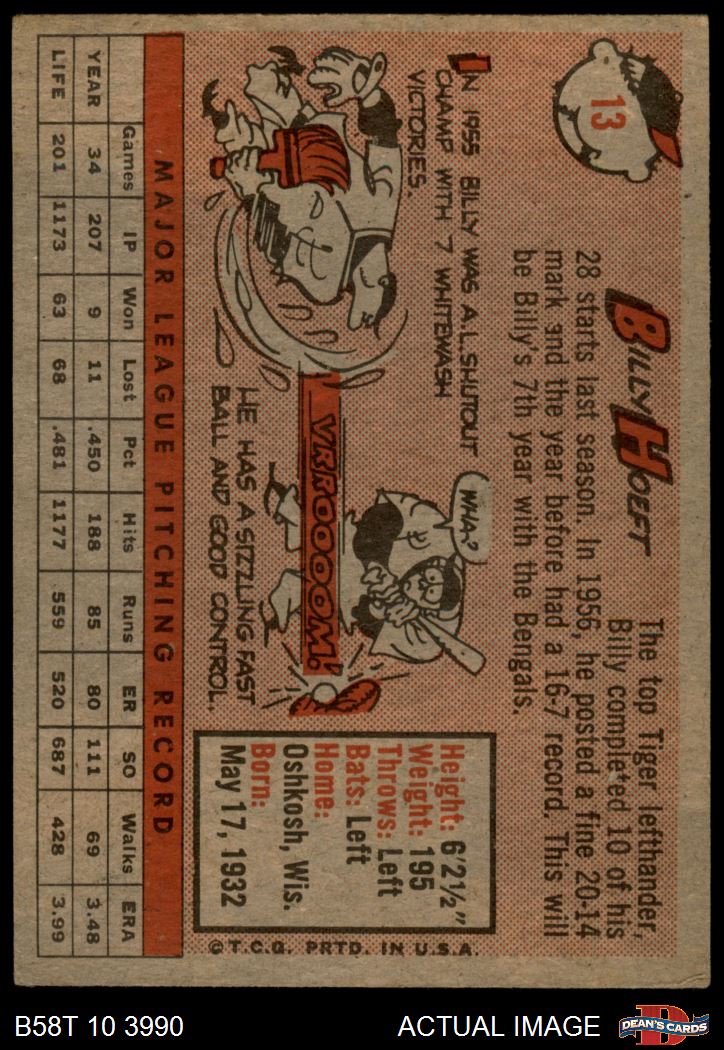 13
BILLY HOEFT
The top Tiger lefthander,
Billy completed 10 of his
28 starts last season. In 1956, he posted a fine 20-14
mark and the year before had a 16-7 record. This will
be Billy's 7th year with the Bengals.
IN 1955 BILLY WAS A.L. SHUTOUT
CHAMP WITH 7 WHITEWASH
VICTORIES.
WHA?
VRROOOOOM!
HE HAS A SIZZLING FAST
BALL AND GOOD CONTROL.
Height: 6'2½"
Weight: 195
Throws: Left
Bats: Left
Home:
Oshkosh, Wis.
Born:
May 17, 1932
©T.C.G. PRTD. IN U.S.A.
MAJOR LEAGUE PITCHING RECORD
Games IP Won Lost Pct Hits Runs ER SO Walks ERA
YEAR 34 207 9 11 .450 188 85 80 111 69 3.48
LIFE 201 1173 63 68 .481 1177 559 520 687 428 3.99
B58T 10 3990
ACTUAL IMAGE
D
DEAN'S CARDS